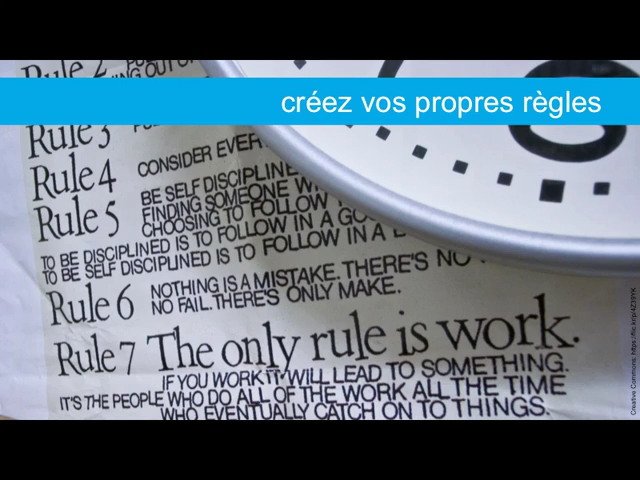 Rule 2
créez vos propres règles
Rule 3
Rule 4 CONSIDER EVER
Rule 5 BE SELF DISCIPLINE
FINDING SOMEONE
CHOOSING TO FOLLOW
TO BE DISCIPLINED IS TO FOLLOW IN A
TO BE SELF DISCIPLINED IS TO FOLLOW IN A
Rule 6 NOTHING IS A MISTAKE. THERE'S NO
NO FAIL. THERE'S ONLY MAKE.
Rule 7 The only rule is work.
IF YOU WORK IT WILL LEAD TO SOMETHING.
IT'S THE PEOPLE WHO DO ALL OF THE WORK ALL THE TIME
WHO EVENTUALLY CATCH ON TO THINGS.